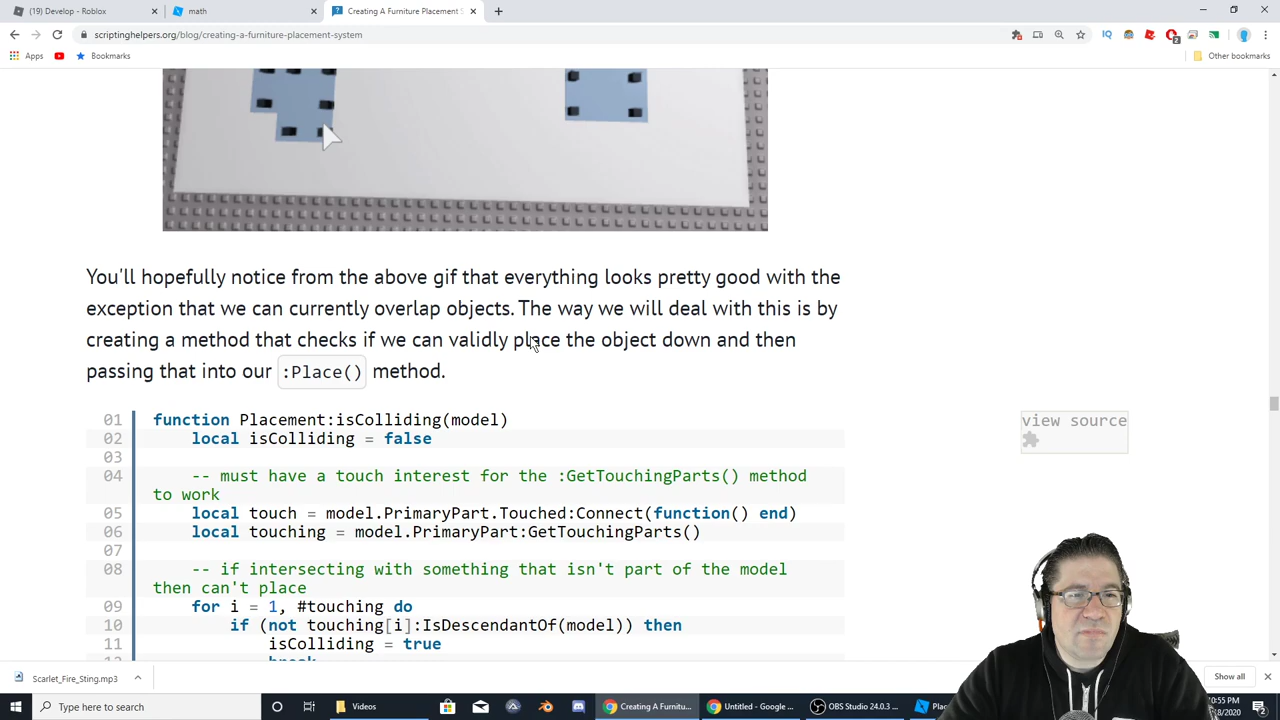 (19) Develop - Roblox
math
Creating A Furniture Placement S
scriptinghelpers.org/blog/creating-a-furniture-placement-system
Apps
Bookmarks
Other bookmarks
You'll hopefully notice from the above gif that everything looks pretty good with the
exception that we can currently overlap objects. The way we will deal with this is by
creating a method that checks if we can validly place the object down and then
passing that into our :Place() method.
view source
01 function Placement:isColliding(model)
02 local isColliding = false
03
04 -- must have a touch interest for the :GetTouchingParts() method
to work
05 local touch = model.PrimaryPart.Touched:Connect(function() end)
06 local touching = model.PrimaryPart:GetTouchingParts()
07
08 -- if intersecting with something that isn't part of the model
then can't place
09 for i = 1, #touching do
10 if (not touching[i]:IsDescendantOf(model)) then
11 isColliding = true
12 break
Scarlet_Fire_Sting.mp3
Show all
Type here to search
Videos
Creating A Furnitu...
Untitled - Google ...
OBS Studio 24.0.3 ...